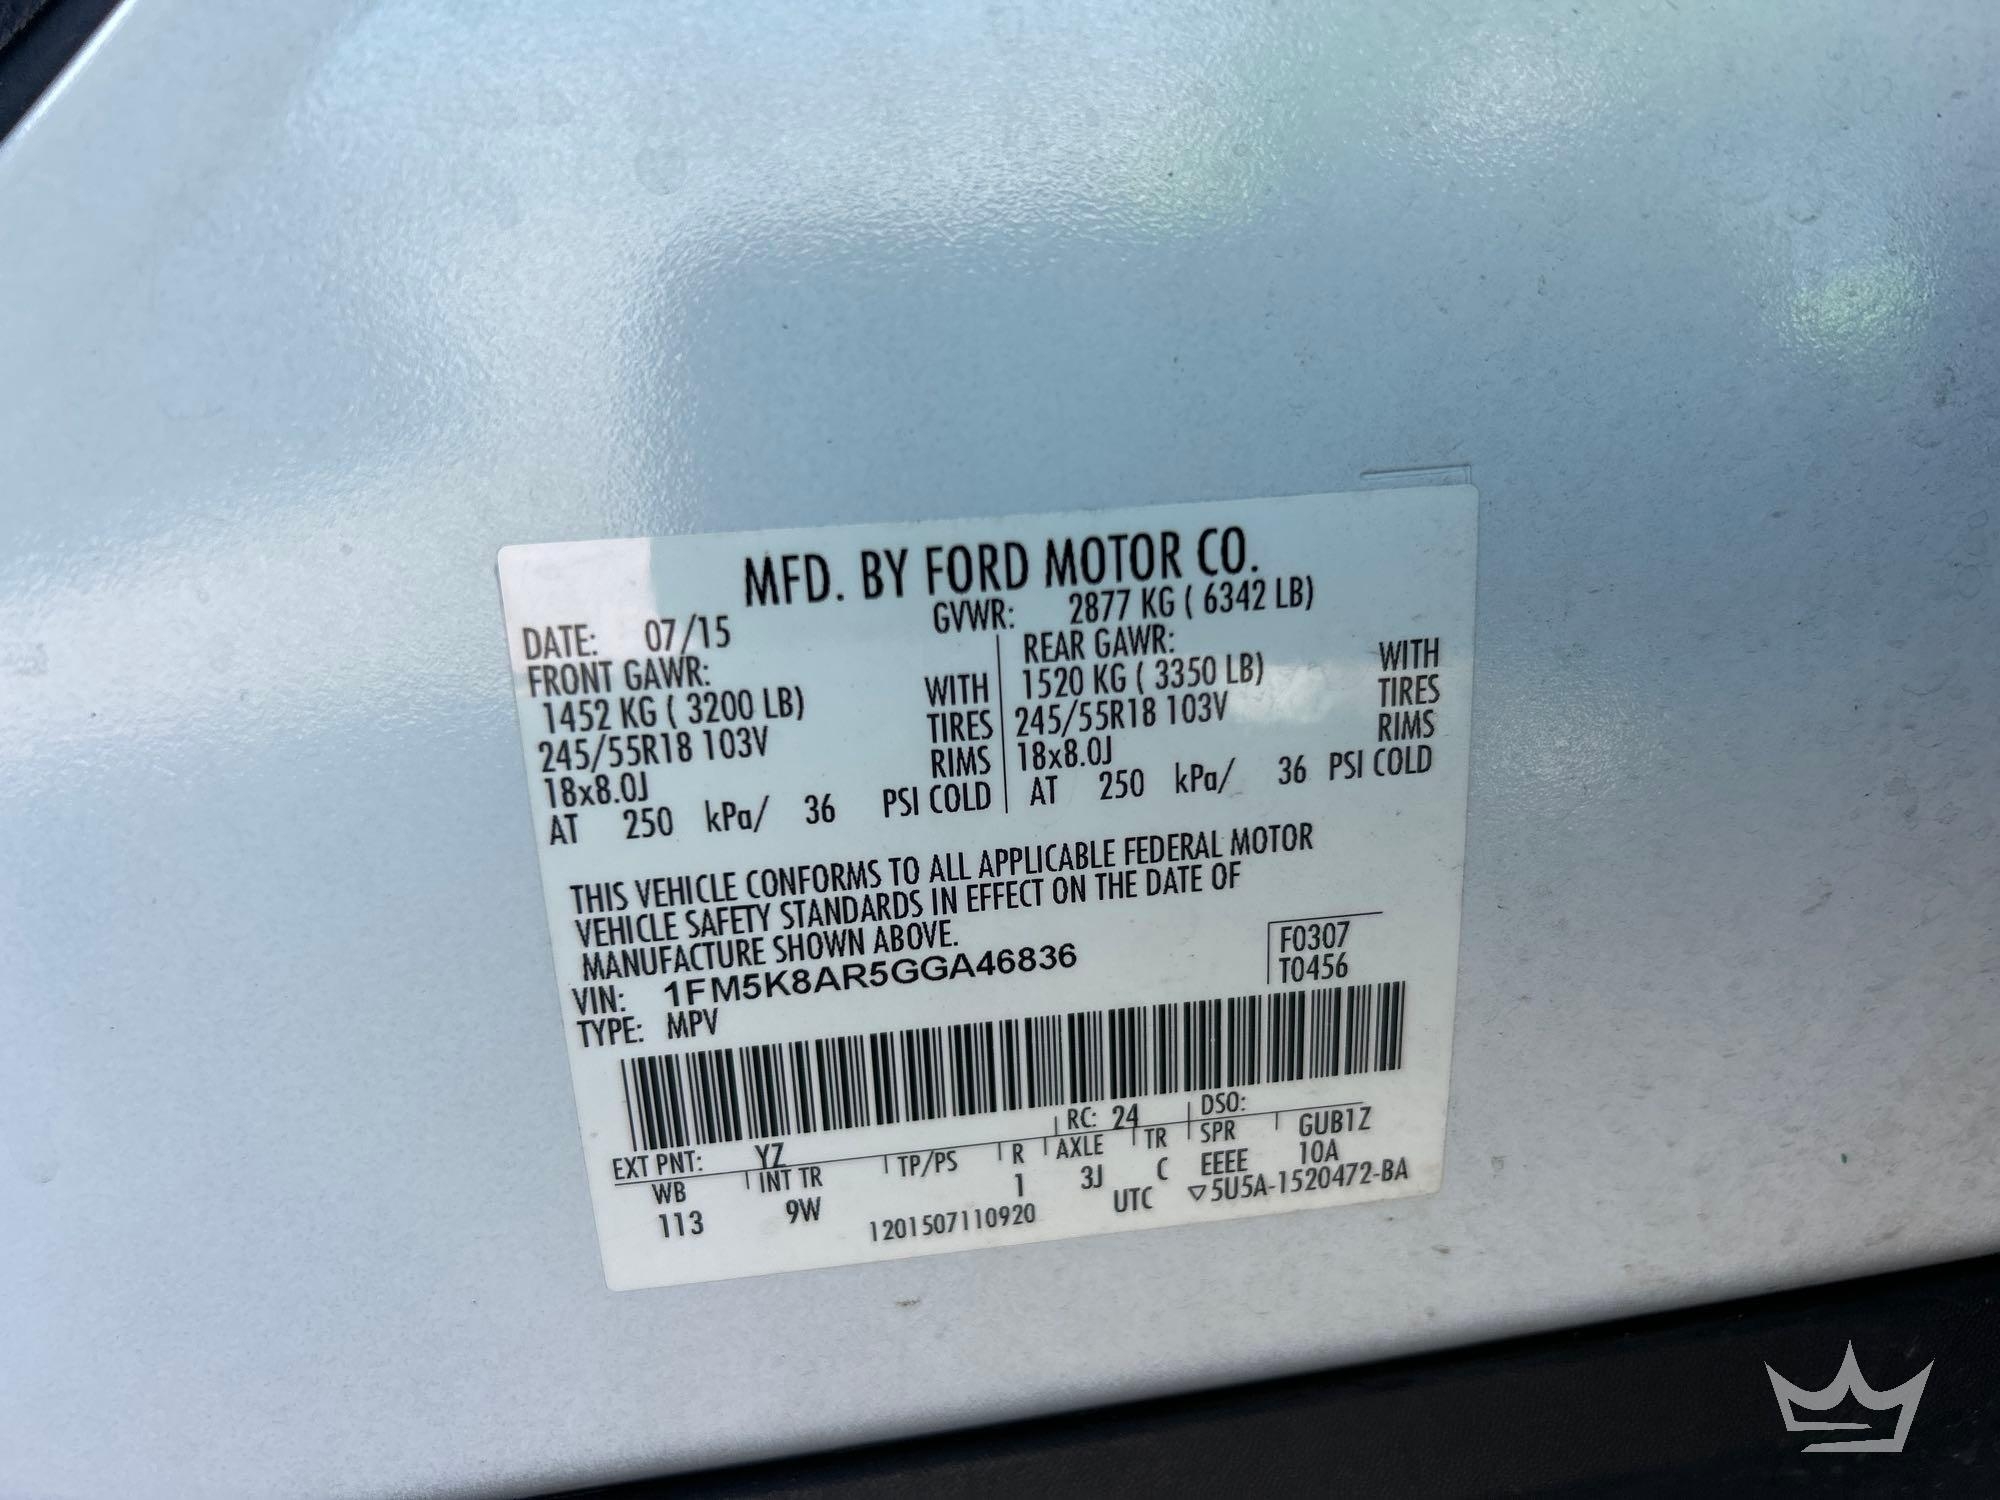 MFD. BY FORD MOTOR CO.
DATE: 07/15 GVWR: 2877 KG ( 6342 LB)
FRONT GAWR: REAR GAWR:
1452 KG ( 3200 LB) WITH 1520 KG ( 3350 LB) WITH
245/55R18 103V TIRES 245/55R18 103V TIRES
18x8.0J RIMS 18x8.0J RIMS
AT 250 kPa/ 36 PSI COLD AT 250 kPa/ 36 PSI COLD
THIS VEHICLE CONFORMS TO ALL APPLICABLE FEDERAL MOTOR
VEHICLE SAFETY STANDARDS IN EFFECT ON THE DATE OF
MANUFACTURE SHOWN ABOVE.
VIN: 1FM5K8AR5GGA46836 F0307
TYPE: MPV T0456
RC: 24 DSO:
EXT PNT: YZ
WB INT TR TP/PS R AXLE TR SPR GUB1Z
113 9W 1 3J C EEEE 10A
1201507110920 UTC ▽5U5A-1520472-BA